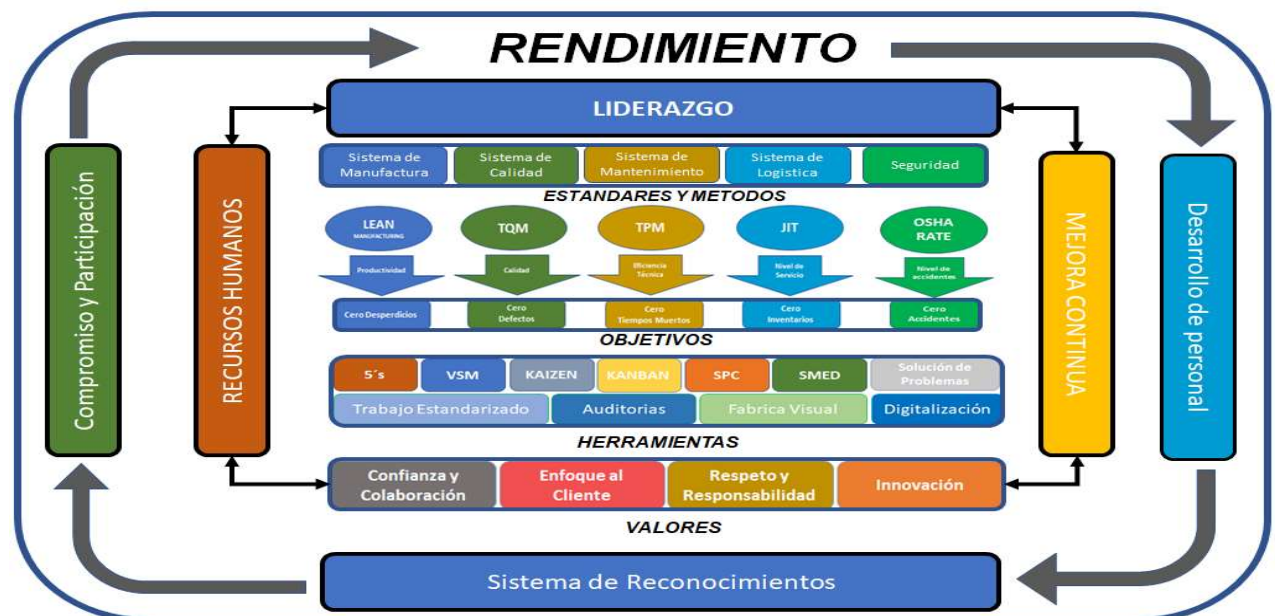 RENDIMIENTO
LIDERAZGO
Compromiso y Participación
RECURSOS HUMANOS
Sistema de
Manufactura
Sistema de
Calidad
Sistema de
Mantenimiento
Sistema de
Logistica
Seguridad
ESTANDARES Y METODOS
LEAN
MANUFACTURING
TQM
TPM
JIT
OSHA
RATE
Productividad
Calidad
Eficiencia
Técnica
Nivel de
Servicio
Nivel de
accidentes
Cero Desperdicios
Cero
Defectos
Cero
Tiempos Muertos
Cero
Inventarios
Cero
Accidentes
OBJETIVOS
5´s
VSM
KAIZEN
KANBAN
SPC
SMED
Solución de
Problemas
Trabajo Estandarizado
Auditorias
Fabrica Visual
Digitalización
HERRAMIENTAS
Confianza y
Colaboración
Enfoque al
Cliente
Respeto y
Responsabilidad
Innovación
VALORES
MEJORA CONTINUA
Desarrollo de personal
Sistema de Reconocimientos